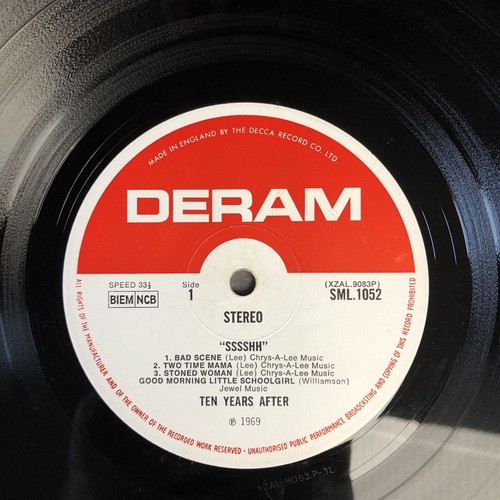 MADE IN ENGLAND BY THE DECCA RECORD CO. LTD.
DERAM
SPEED 33⅓
Side
1
(XZAL.9083P)
SML.1052
BIEM NCB
STEREO
"SSSSHH"
1. BAD SCENE (Lee) Chrys-A-Lee Music
2. TWO TIME MAMA (Lee) Chrys-A-Lee Music
3. STONED WOMAN (Lee) Chrys-A-Lee Music
GOOD MORNING LITTLE SCHOOLGIRL (Williamson)
Jewel Music
TEN YEARS AFTER
℗ 1969
ALL RIGHTS OF THE MANUFACTURER AND OF THE OWNER OF THE RECORDED WORK RESERVED - UNAUTHORISED PUBLIC PERFORMANCE, BROADCASTING AND COPYING OF THIS RECORD PROHIBITED
XZAL-9083.P-3L